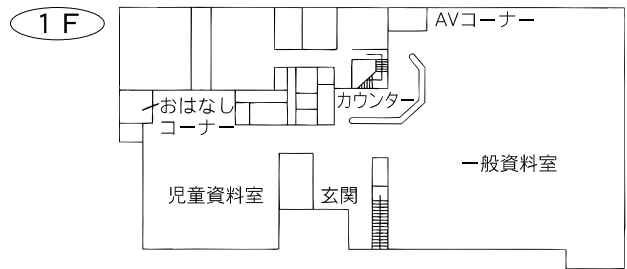 1F
AVコーナー
おはなし
コーナー
カウンター
一般資料室
児童資料室
玄関